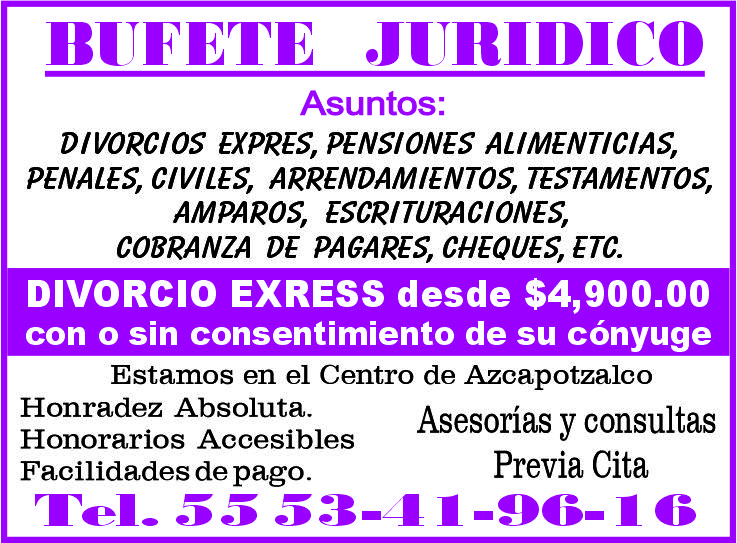 BUFETE JURIDICO
Asuntos:
DIVORCIOS EXPRES, PENSIONES ALIMENTICIAS,
PENALES, CIVILES, ARRENDAMIENTOS, TESTAMENTOS,
AMPAROS, ESCRITURACIONES,
COBRANZA DE PAGARES, CHEQUES, ETC.
DIVORCIO EXRESS desde $4,900.00
con o sin consentimiento de su cónyuge
Estamos en el Centro de Azcapotzalco
Honradez Absoluta.
Honorarios Accesibles
Facilidades de pago.
Asesorías y consultas
Previa Cita
Tel. 55 53-41-96-16